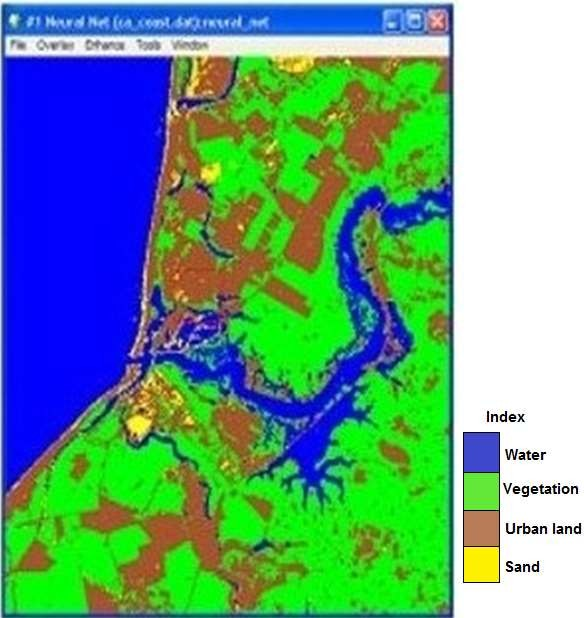 #1 Neural Net (ca_coast.dat):neural_net
File Overlay Enhance Tools Window
Index
Water
Vegetation
Urban land
Sand